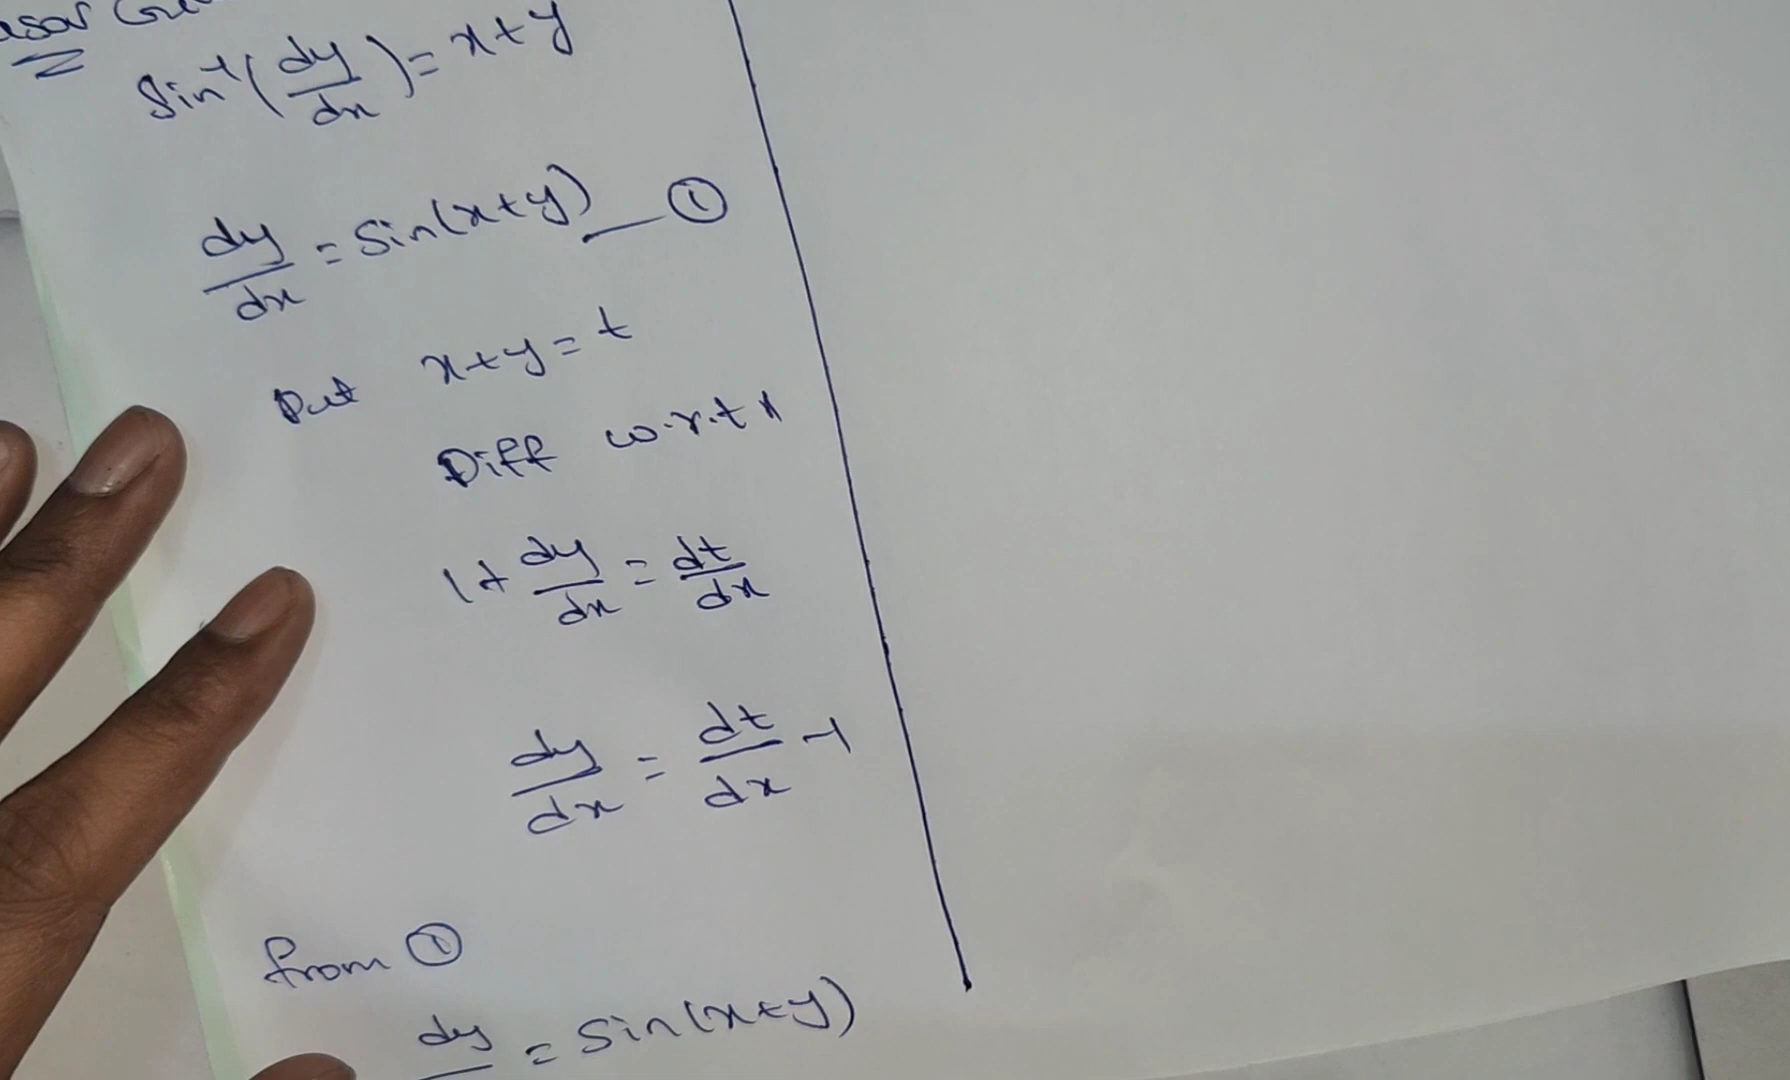 sin⁻¹(dy/dx) = x+y
dy/dx = sin(x+y) — ①
Put x+y = t
Diff w.r.t x
1+ dy/dx = dt/dx
dy/dx = dt/dx -1
from ①
dy = sin(x+y)